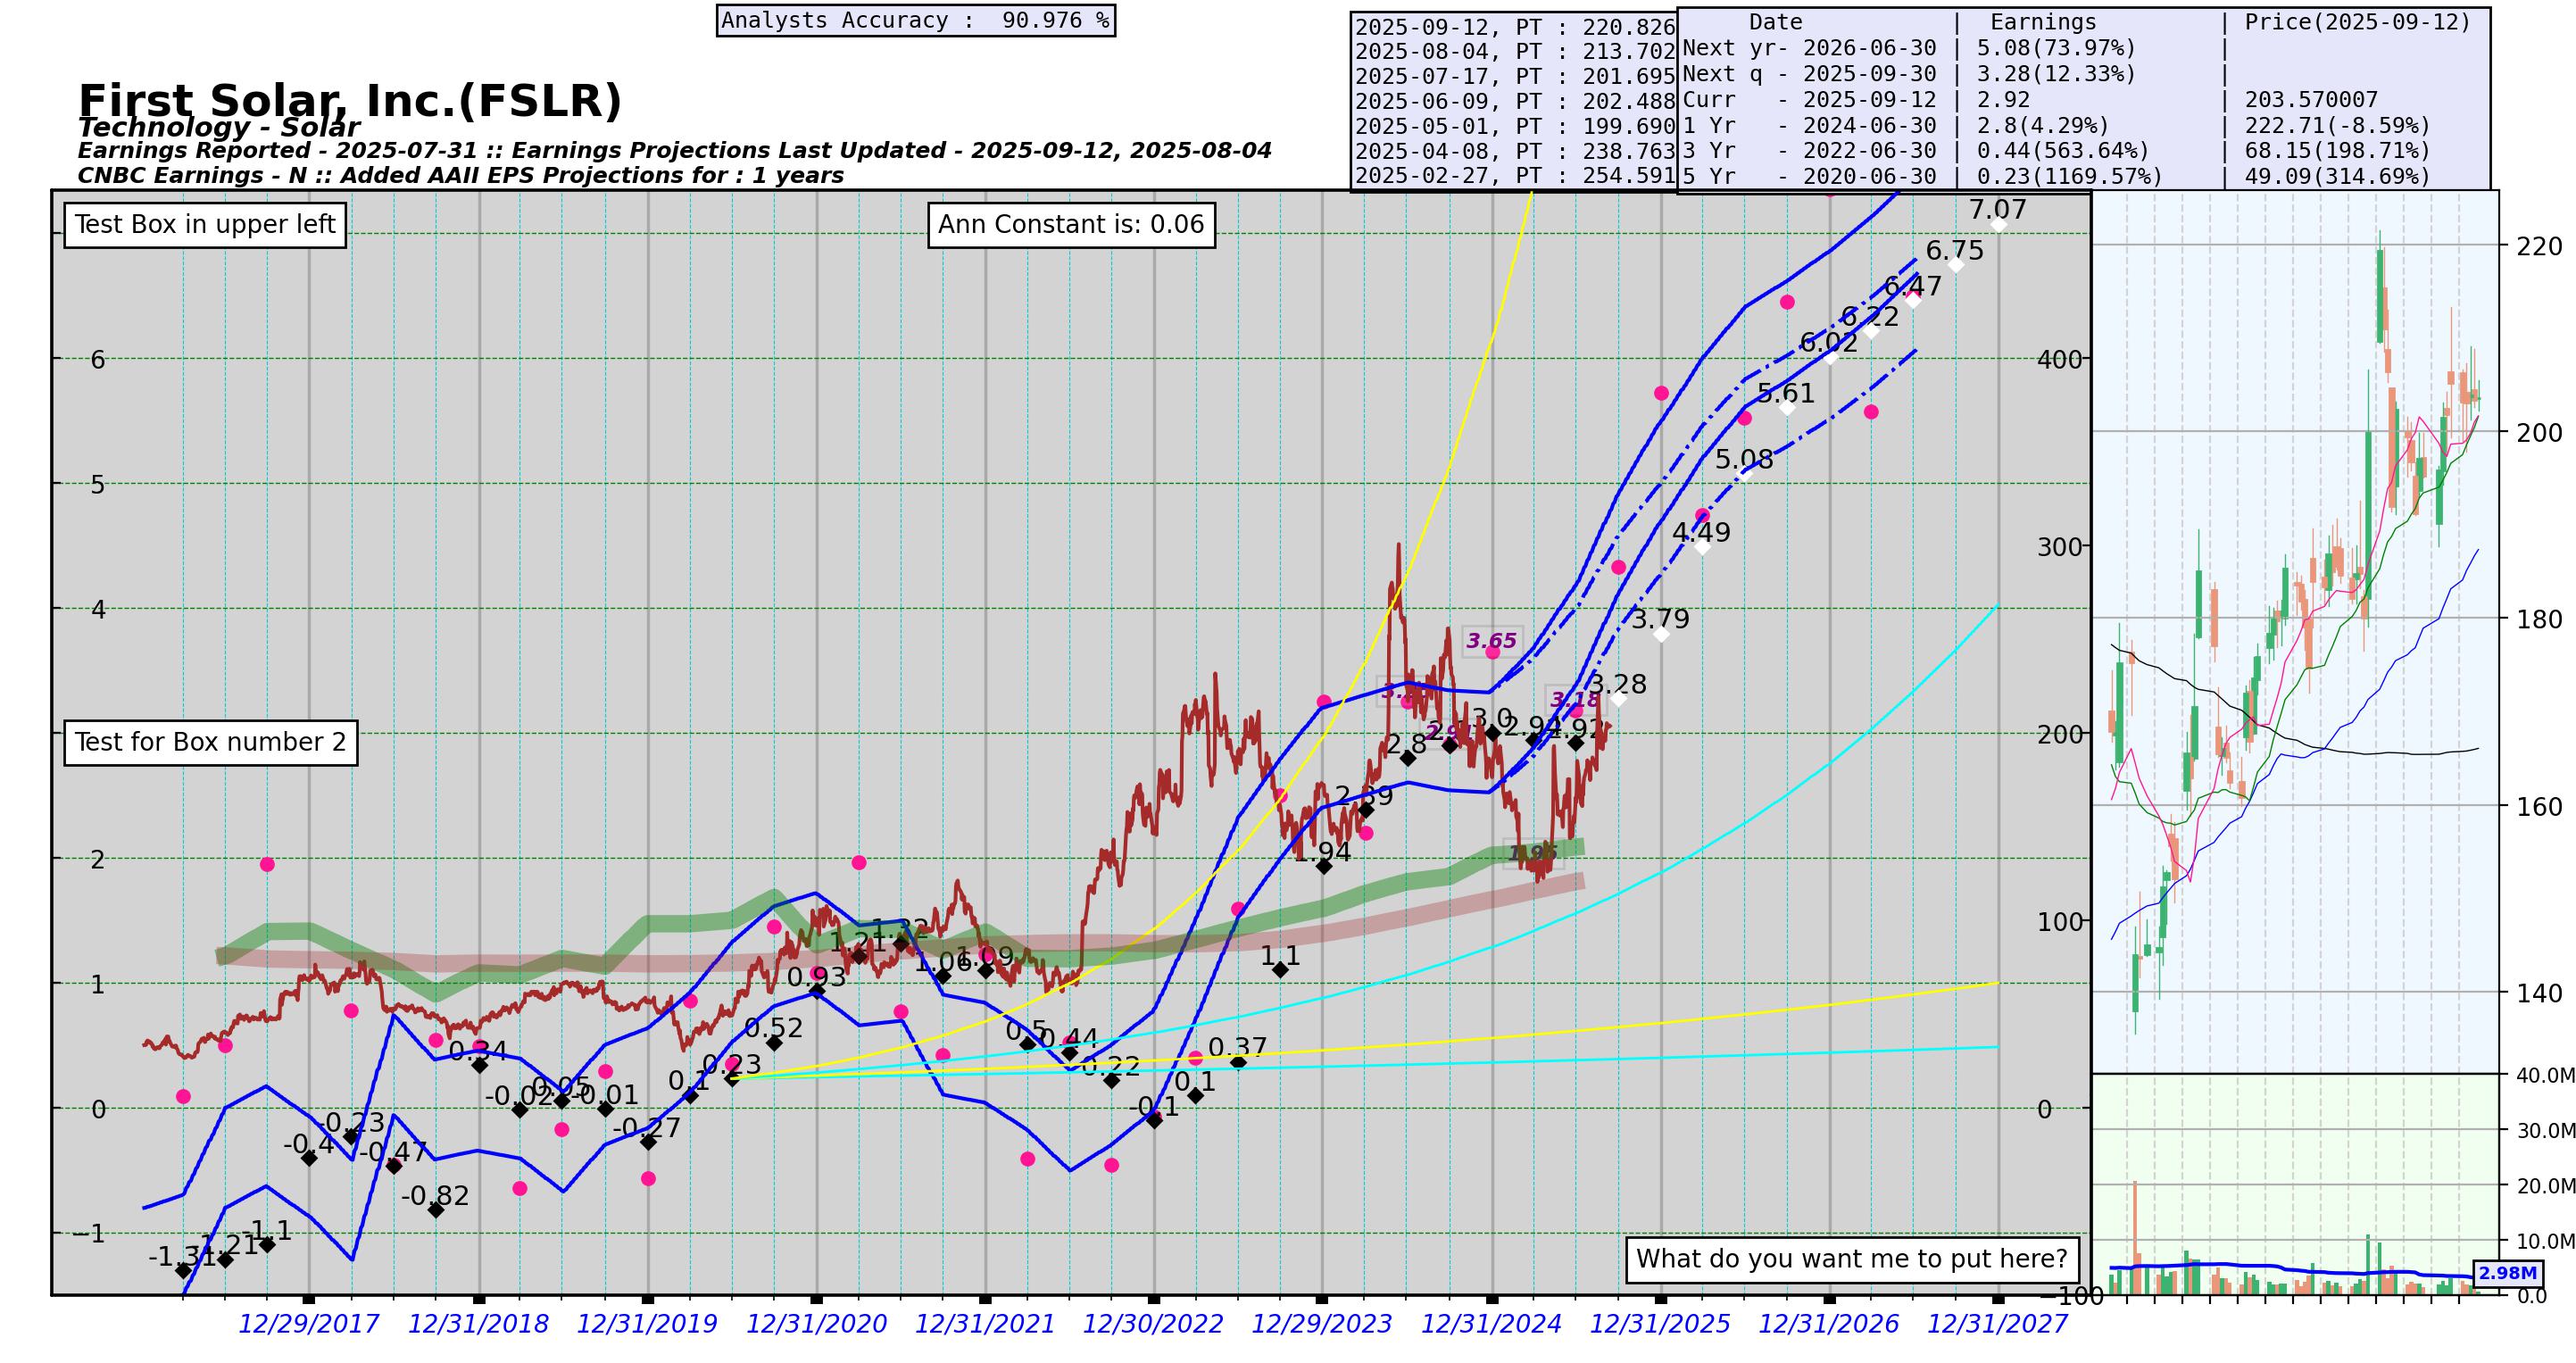 Analysts Accuracy :  90.976 %
2025-09-12, PT : 220.826
2025-08-04, PT : 213.702
2025-07-17, PT : 201.695
2025-06-09, PT : 202.488
2025-05-01, PT : 199.690
2025-04-08, PT : 238.763
2025-02-27, PT : 254.591
Date | Earnings | Price(2025-09-12)
Next yr- 2026-06-30 | 5.08(73.97%) |
Next q - 2025-09-30 | 3.28(12.33%) |
Curr - 2025-09-12 | 2.92 | 203.570007
1 Yr - 2024-06-30 | 2.8(4.29%) | 222.71(-8.59%)
3 Yr - 2022-06-30 | 0.44(563.64%) | 68.15(198.71%)
5 Yr - 2020-06-30 | 0.23(1169.57%) | 49.09(314.69%)
First Solar, Inc.(FSLR)
Technology - Solar
Earnings Reported - 2025-07-31 :: Earnings Projections Last Updated - 2025-09-12, 2025-08-04
CNBC Earnings - N :: Added AAII EPS Projections for : 1 years
Test Box in upper left
Ann Constant is: 0.06
Test for Box number 2
What do you want me to put here?
6
5
4
2
1
0
−1
-1.31
-1.21
-1.1
-0.4
-0.23
-0.47
-0.82
0.34
-0.02
0.05
-0.01
-0.27
0.1
0.23
0.52
0.93
1.21
1.32
1.06
1.09
0.5
0.44
0.22
-0.1
0.1
0.37
1.1
1.94
2.39
2.8
3.0
2.92
3.65
3.18
1.95
3.28
3.79
4.49
5.08
5.61
6.02
6.22
6.47
6.75
7.07
400
300
200
100
0
−100
220
200
180
160
140
40.0M
30.0M
20.0M
10.0M
2.98M
0.0
12/29/2017
12/31/2018
12/31/2019
12/31/2020
12/31/2021
12/30/2022
12/29/2023
12/31/2024
12/31/2025
12/31/2026
12/31/2027